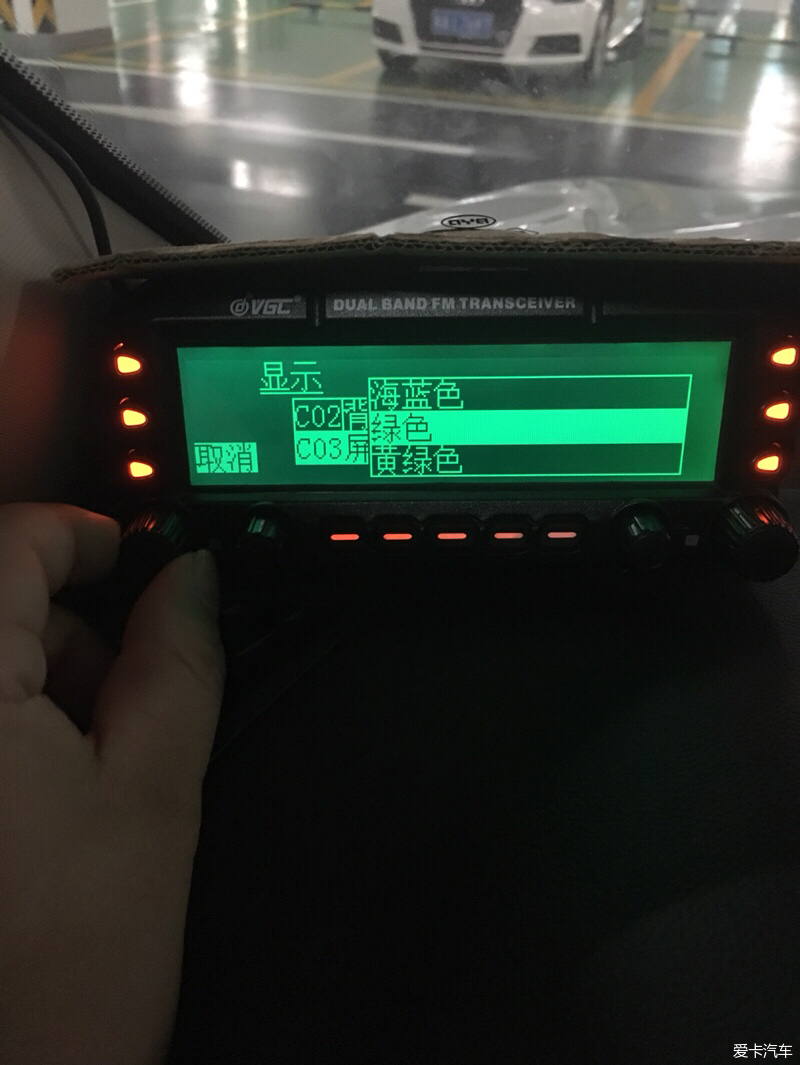 VGC
DUAL BAND FM TRANSCEIVER
显示
海蓝色
C02背
绿色
C03屏
取消
黄绿色
爱卡汽车